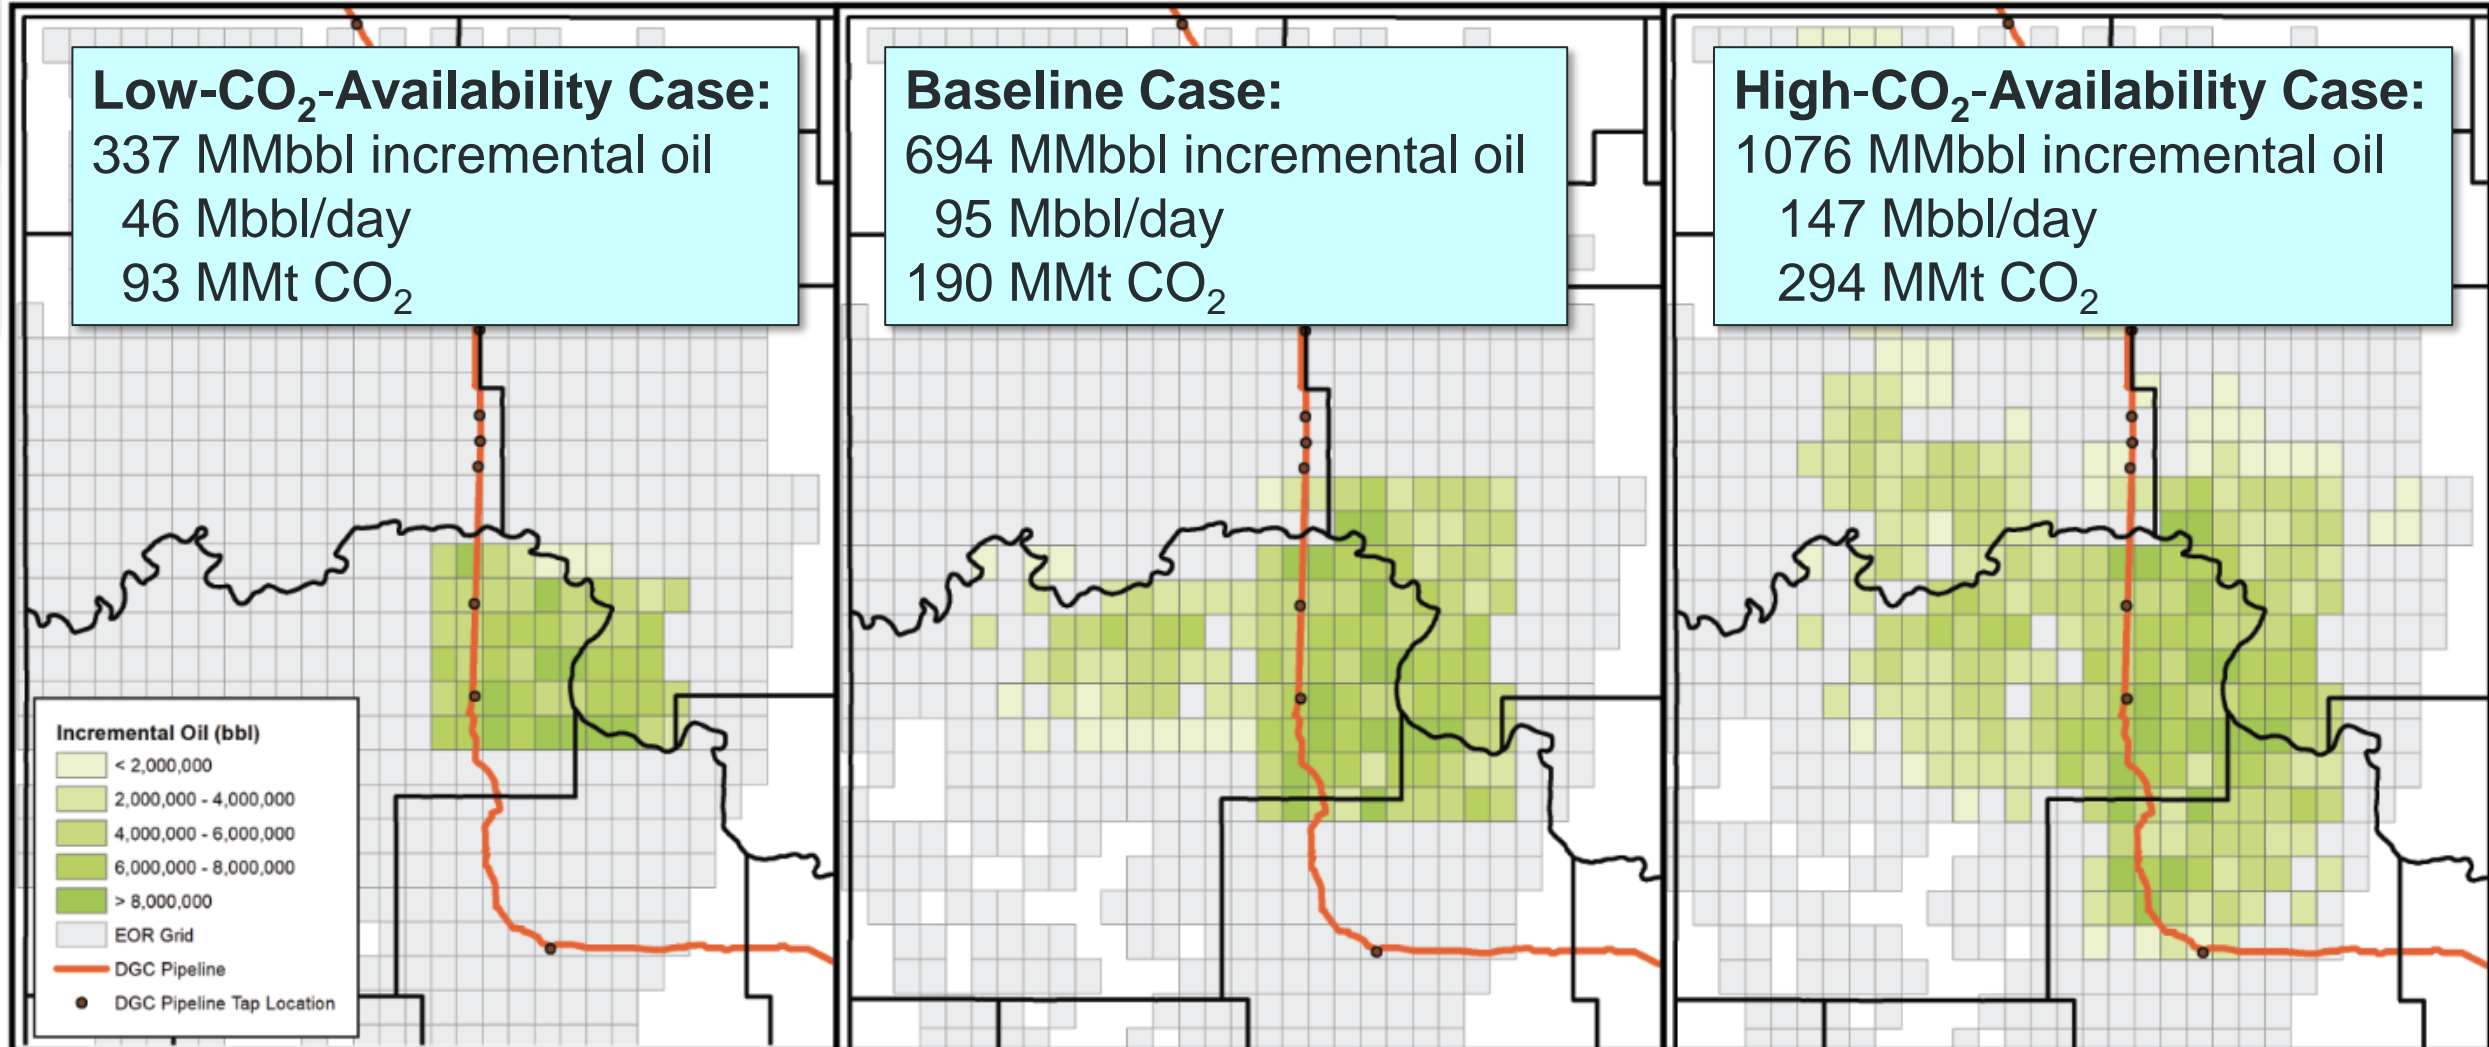 Low-CO₂-Availability Case:
337 MMbbl incremental oil
46 Mbbl/day
93 MMt CO₂
Baseline Case:
694 MMbbl incremental oil
95 Mbbl/day
190 MMt CO₂
High-CO₂-Availability Case:
1076 MMbbl incremental oil
147 Mbbl/day
294 MMt CO₂
Incremental Oil (bbl)
< 2,000,000
2,000,000 - 4,000,000
4,000,000 - 6,000,000
6,000,000 - 8,000,000
> 8,000,000
EOR Grid
DGC Pipeline
DGC Pipeline Tap Location